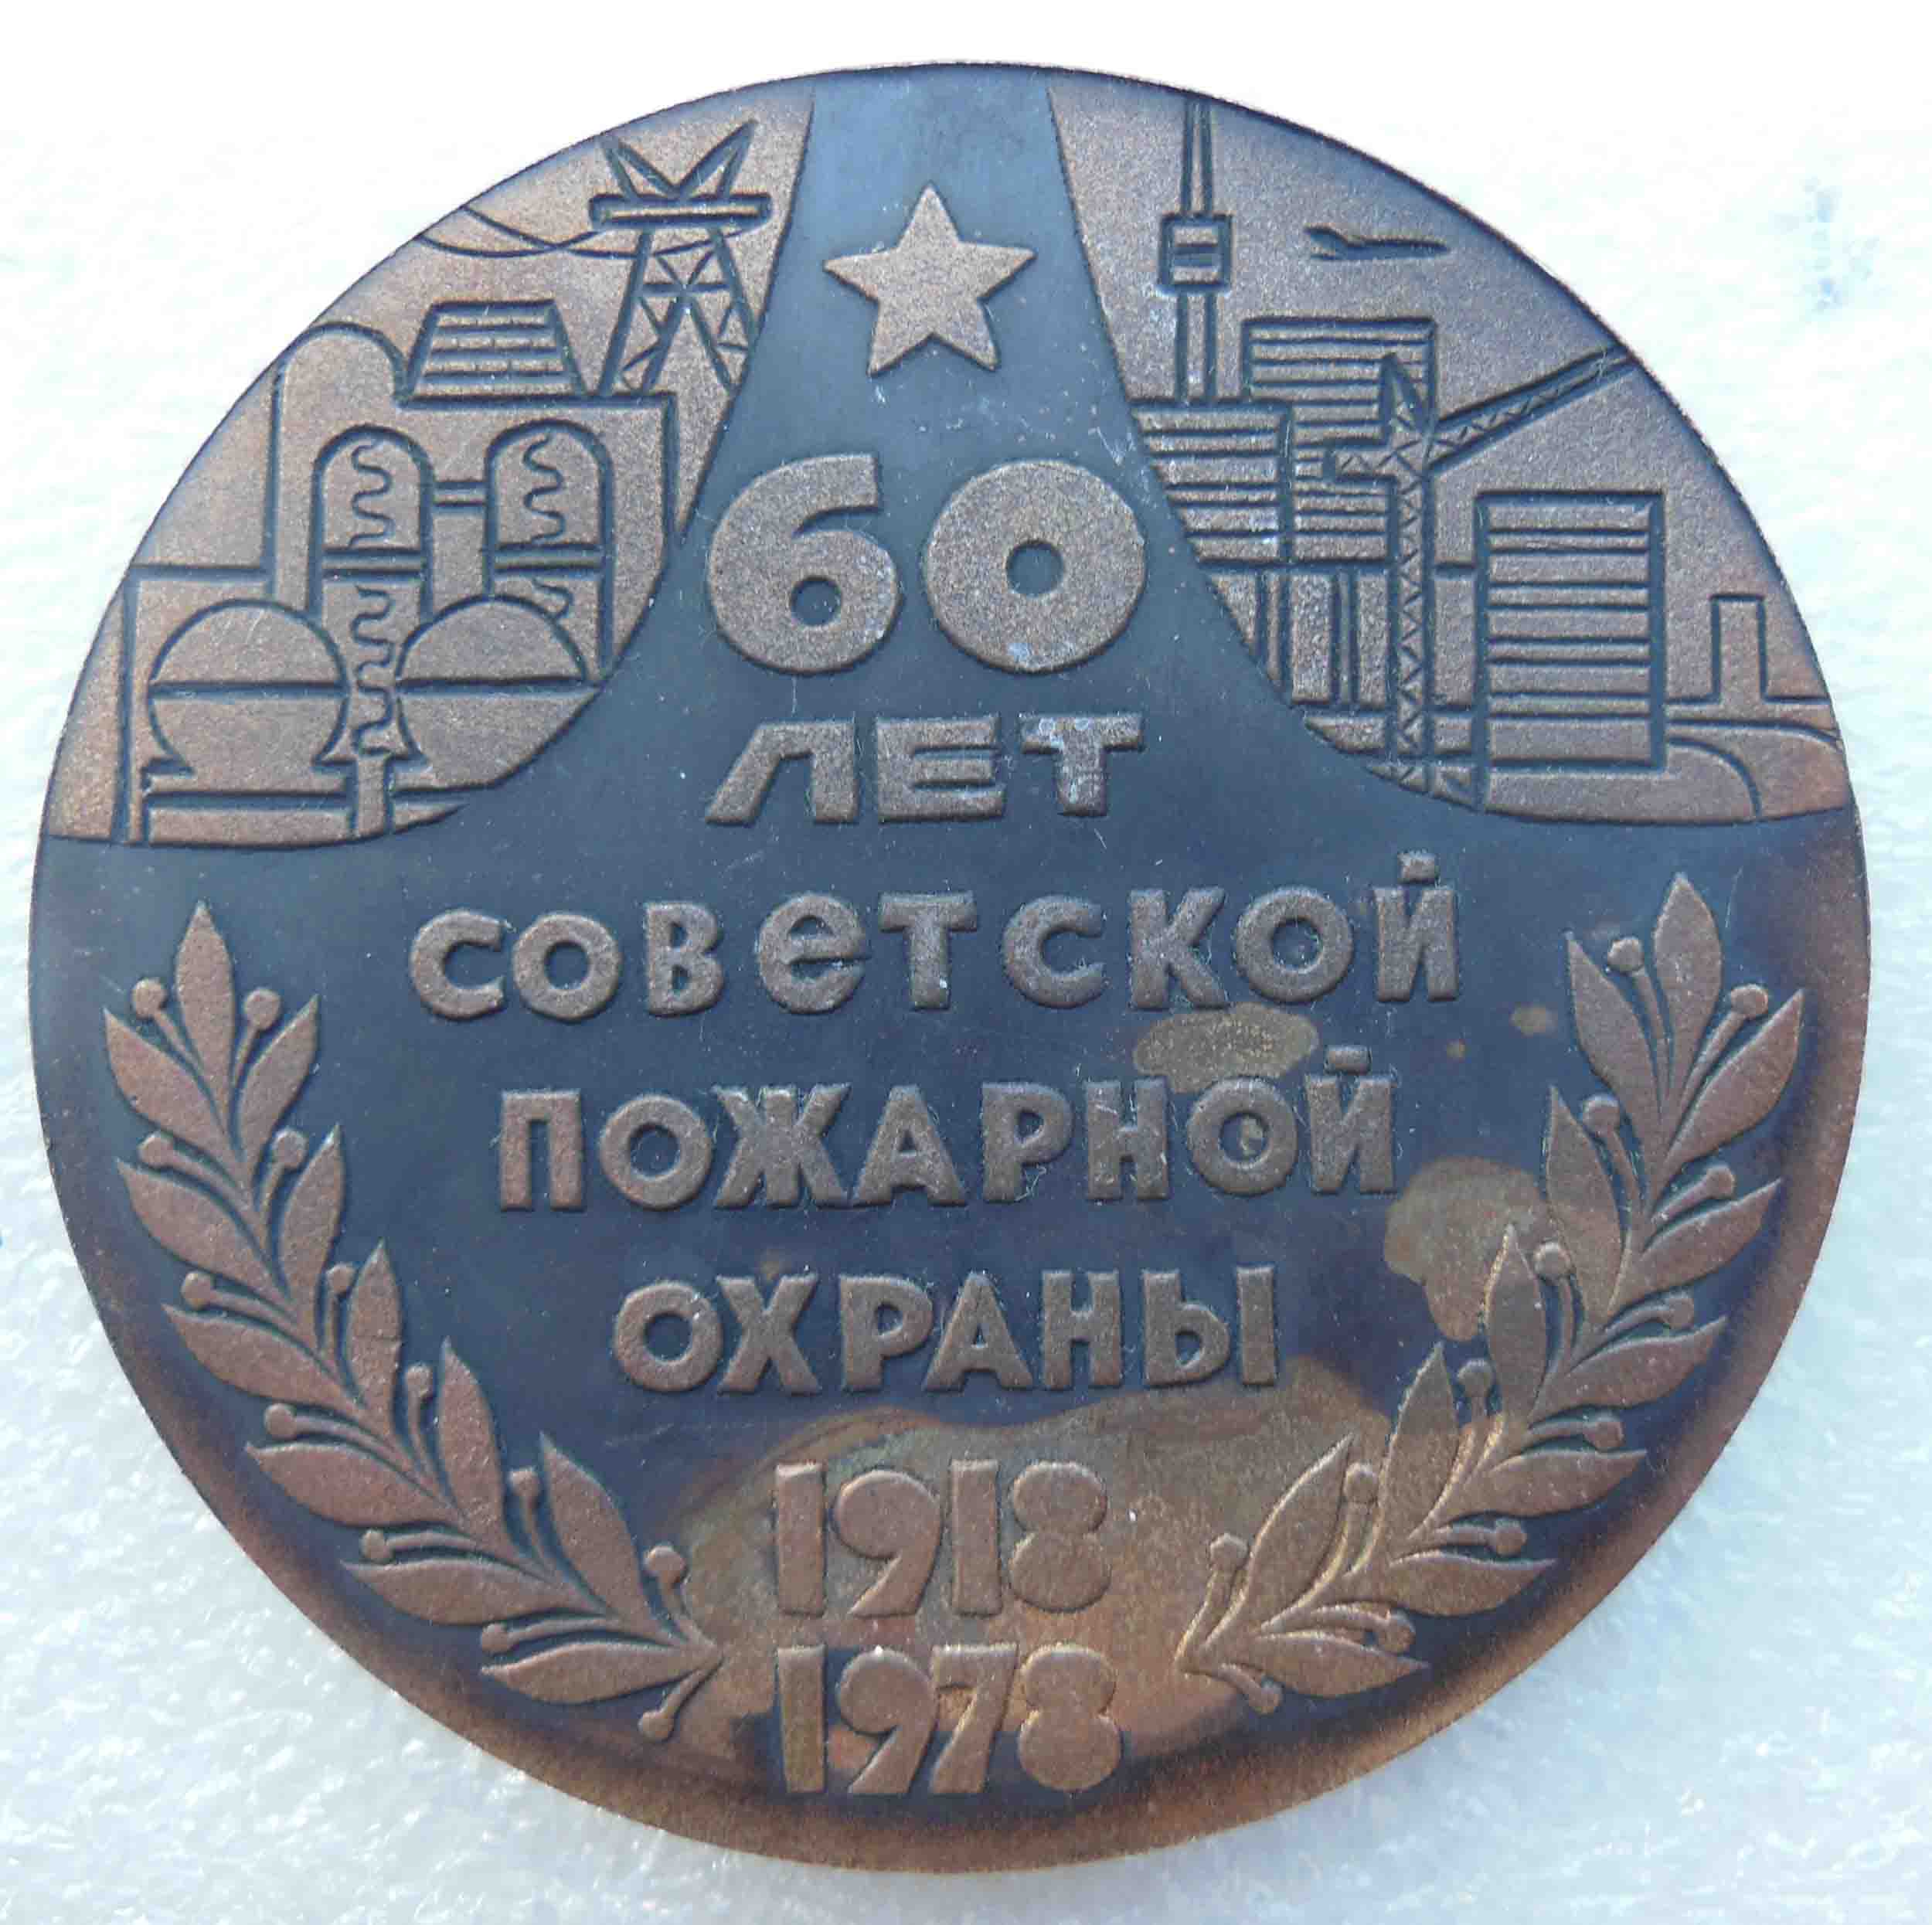 60
ЛЕТ
СОВЕТСКОЙ
ПОЖАРНОЙ
ОХРАНЫ
1918
1978